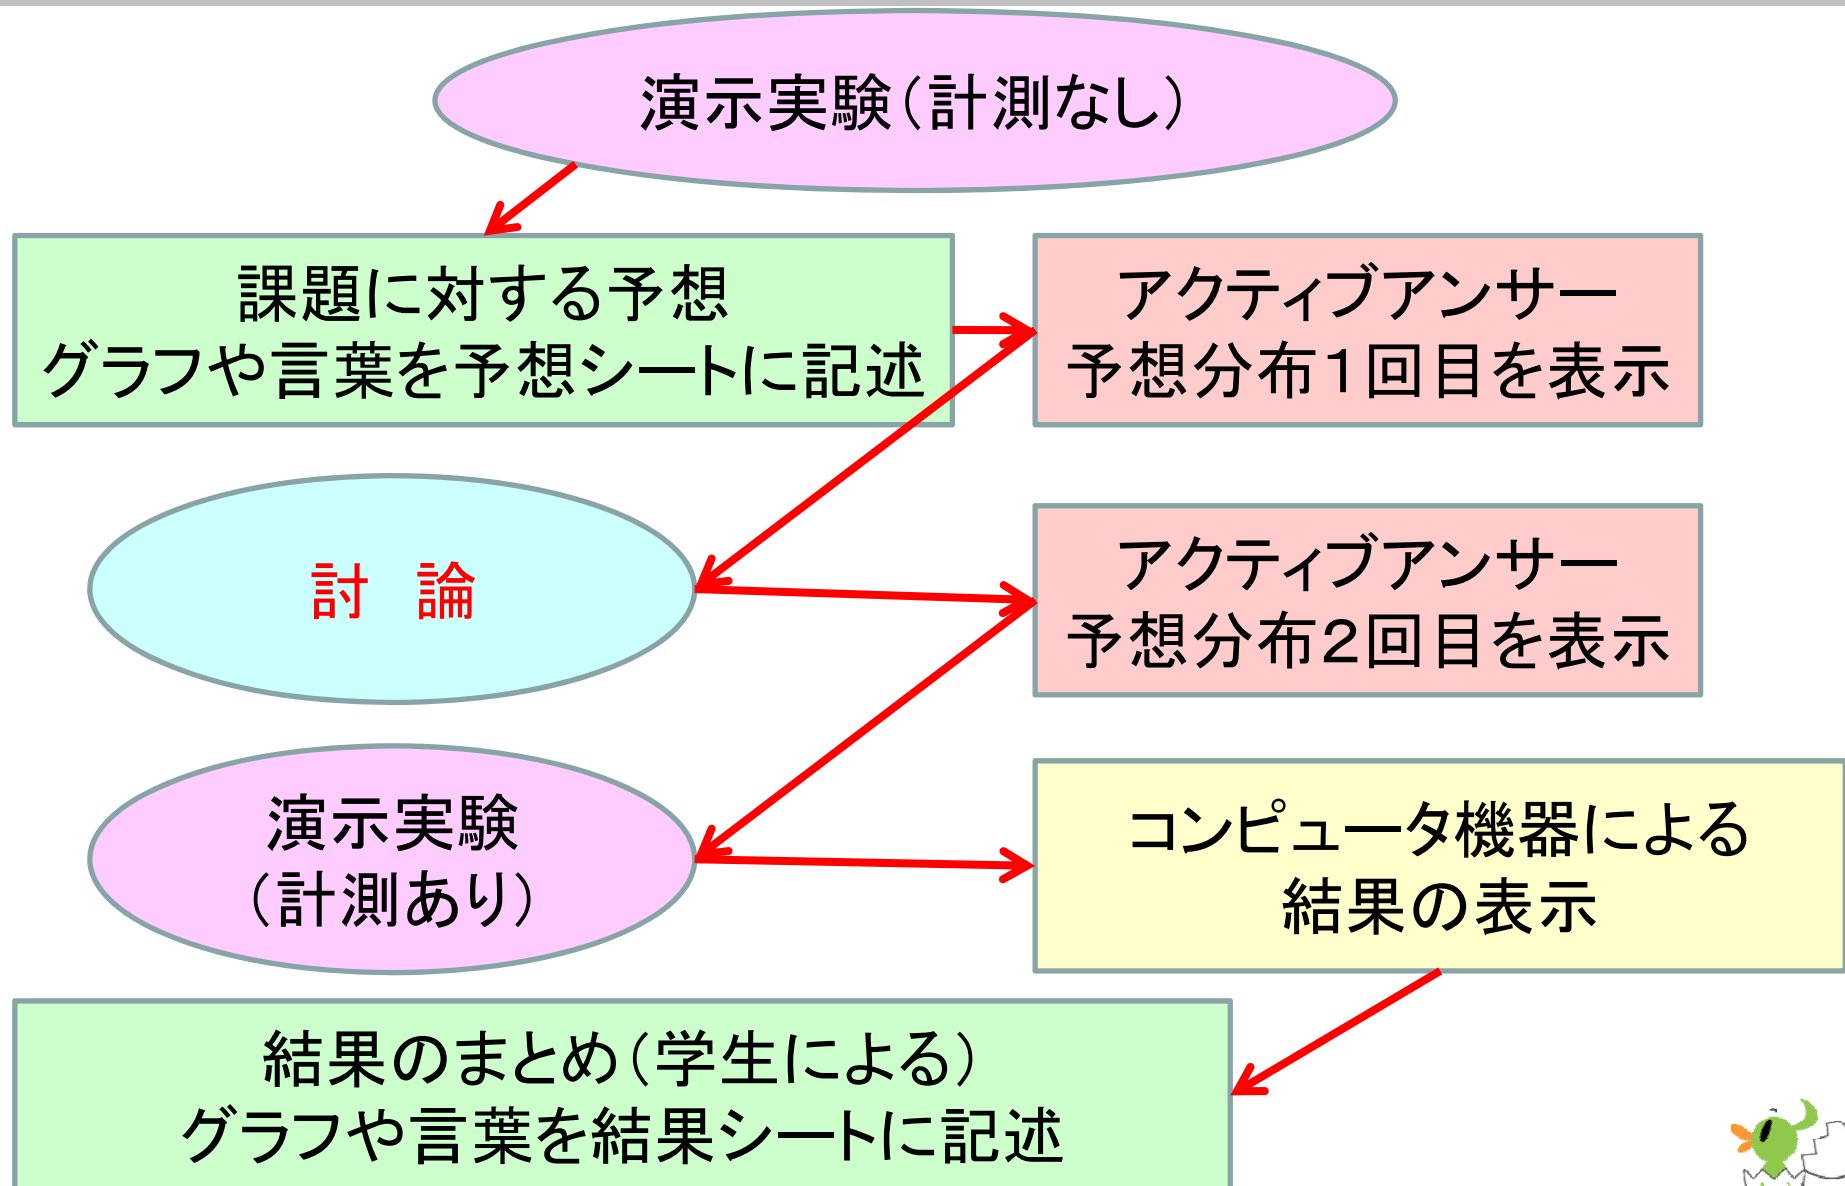 演示実験（計測なし）
課題に対する予想
グラフや言葉を予想シートに記述
アクティブアンサー
予想分布１回目を表示
討　論
アクティブアンサー
予想分布２回目を表示
演示実験
（計測あり）
コンピュータ機器による
結果の表示
結果のまとめ（学生による）
グラフや言葉を結果シートに記述